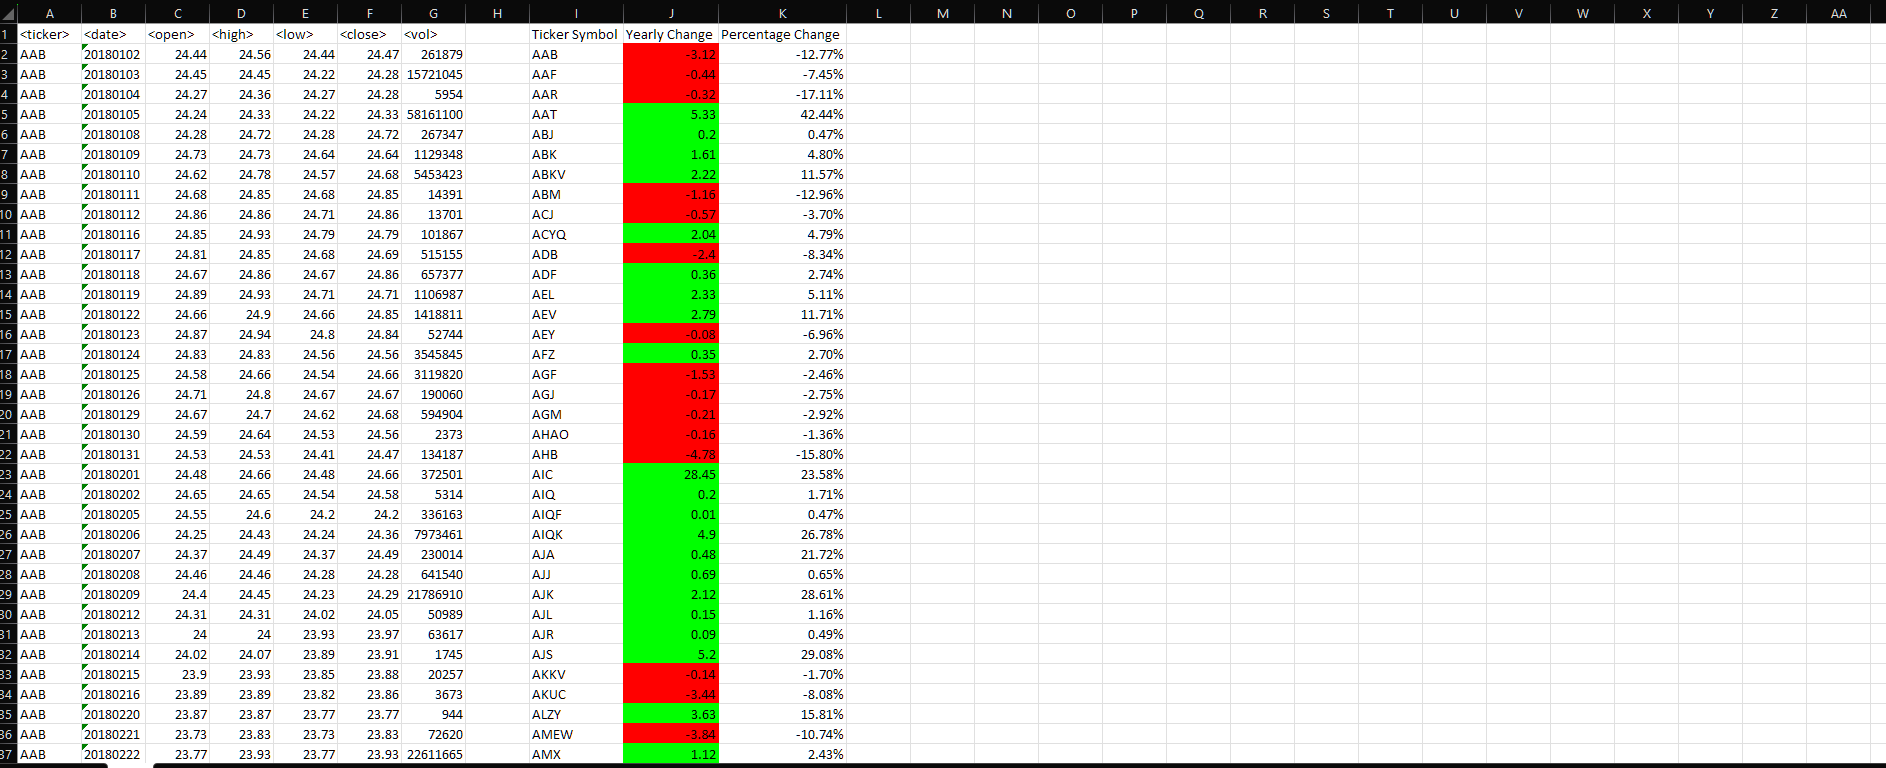 A B C D E F G H I J K L M N O P Q R S T U V W X Y Z AA
1 <ticker> <date> <open> <high> <low> <close> <vol> Ticker Symbol Yearly Change Percentage Change
2 AAB 20180102 24.44 24.56 24.44 24.47 261879 AAB -3.12 -12.77%
3 AAB 20180103 24.45 24.45 24.22 24.28 15721045 AAF -0.44 -7.45%
4 AAB 20180104 24.27 24.36 24.27 24.28 5954 AAR -0.32 -17.11%
5 AAB 20180105 24.24 24.33 24.22 24.33 58161100 AAT 5.33 42.44%
6 AAB 20180108 24.28 24.72 24.28 24.72 267347 ABJ 0.2 0.47%
7 AAB 20180109 24.73 24.73 24.64 24.64 1129348 ABK 1.61 4.80%
8 AAB 20180110 24.62 24.78 24.57 24.68 5453423 ABKV 2.22 11.57%
9 AAB 20180111 24.68 24.85 24.68 24.85 14391 ABM -1.16 -12.96%
10 AAB 20180112 24.86 24.86 24.71 24.86 13701 ACJ -0.57 -3.70%
11 AAB 20180116 24.85 24.93 24.79 24.79 101867 ACYQ 2.04 4.79%
12 AAB 20180117 24.81 24.85 24.68 24.69 515155 ADB -2.4 -8.34%
13 AAB 20180118 24.67 24.86 24.67 24.86 657377 ADF 0.36 2.74%
14 AAB 20180119 24.89 24.93 24.71 24.71 1106987 AEL 2.33 5.11%
15 AAB 20180122 24.66 24.9 24.66 24.85 1418811 AEV 2.79 11.71%
16 AAB 20180123 24.87 24.94 24.8 24.84 52744 AEY -0.08 -6.96%
17 AAB 20180124 24.83 24.83 24.56 24.56 3545845 AFZ 0.35 2.70%
18 AAB 20180125 24.58 24.66 24.54 24.66 3119820 AGF -1.53 -2.46%
19 AAB 20180126 24.71 24.8 24.67 24.67 190060 AGJ -0.17 -2.75%
20 AAB 20180129 24.67 24.7 24.62 24.68 594904 AGM -0.21 -2.92%
21 AAB 20180130 24.59 24.64 24.53 24.56 2373 AHAO -0.16 -1.36%
22 AAB 20180131 24.53 24.53 24.41 24.47 134187 AHB -4.78 -15.80%
23 AAB 20180201 24.48 24.66 24.48 24.66 372501 AIC 28.45 23.58%
24 AAB 20180202 24.65 24.65 24.54 24.58 5314 AIQ 0.2 1.71%
25 AAB 20180205 24.55 24.6 24.2 24.2 336163 AIQF 0.01 0.47%
26 AAB 20180206 24.25 24.43 24.24 24.36 7973461 AIQK 4.9 26.78%
27 AAB 20180207 24.37 24.49 24.37 24.49 230014 AJA 0.48 21.72%
28 AAB 20180208 24.46 24.46 24.28 24.28 641540 AJJ 0.69 0.65%
29 AAB 20180209 24.4 24.45 24.23 24.29 21786910 AJK 2.12 28.61%
30 AAB 20180212 24.31 24.31 24.02 24.05 50989 AJL 0.15 1.16%
31 AAB 20180213 24 24 23.93 23.97 63617 AJR 0.09 0.49%
32 AAB 20180214 24.02 24.07 23.89 23.91 1745 AJS 5.2 29.08%
33 AAB 20180215 23.9 23.93 23.85 23.88 20257 AKKV -0.14 -1.70%
34 AAB 20180216 23.89 23.89 23.82 23.86 3673 AKUC -3.44 -8.08%
35 AAB 20180220 23.87 23.87 23.77 23.77 944 ALZY 3.63 15.81%
36 AAB 20180221 23.73 23.83 23.73 23.83 72620 AMEW -3.84 -10.74%
37 AAB 20180222 23.77 23.93 23.77 23.93 22611665 AMX 1.12 2.43%